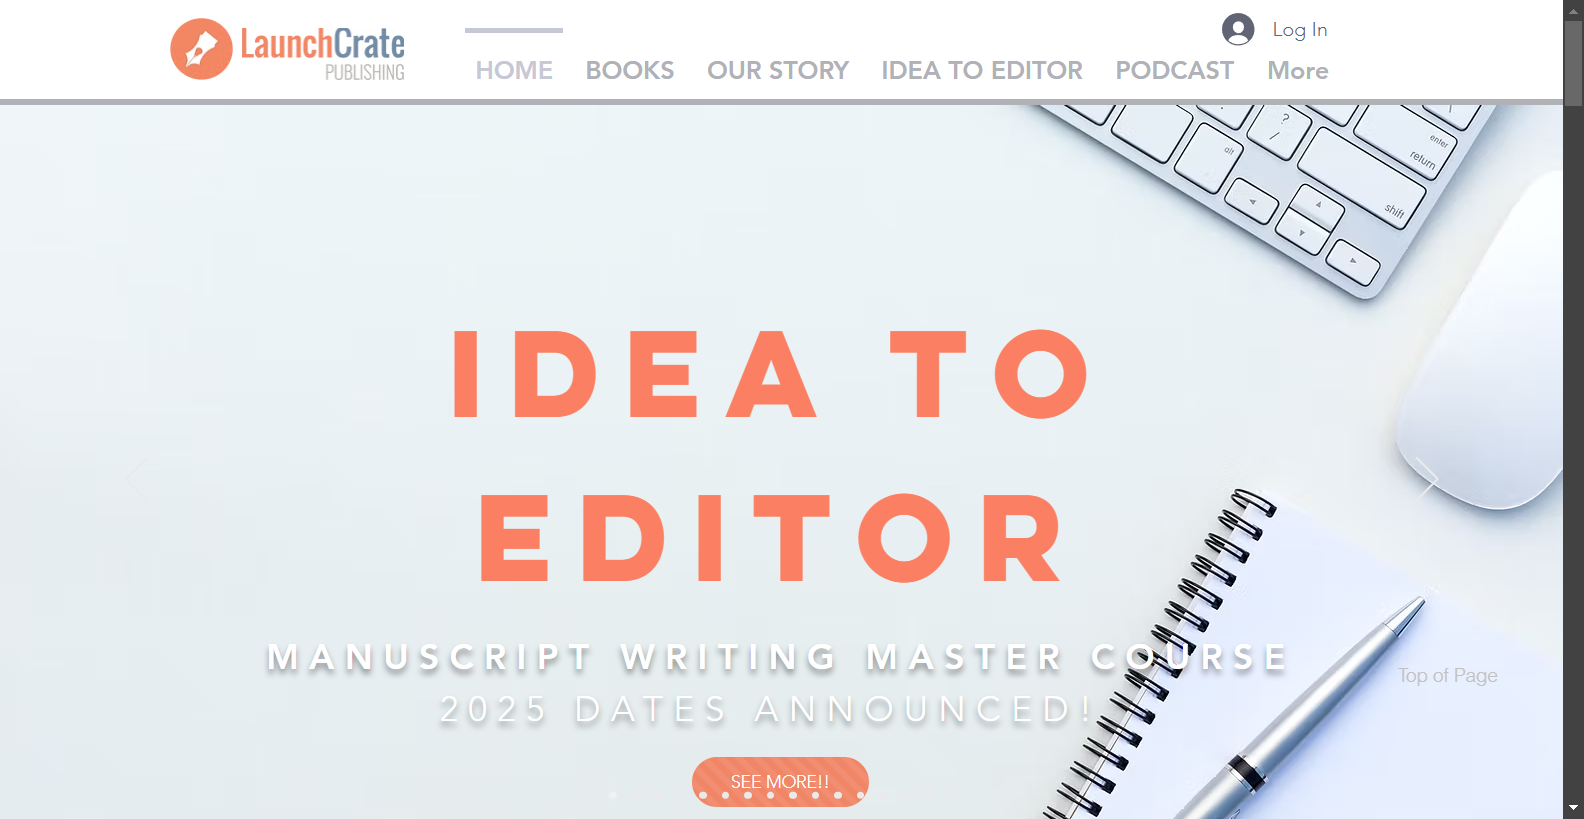 LaunchCrate
PUBLISHING
Log In
HOME
BOOKS
OUR STORY
IDEA TO EDITOR
PODCAST
More
? /
alt
enter
return
shift
IDEA TO
EDITOR
MANUSCRIPT WRITING MASTER COURSE
2025 DATES ANNOUNCED!
Top of Page
SEE MORE!!